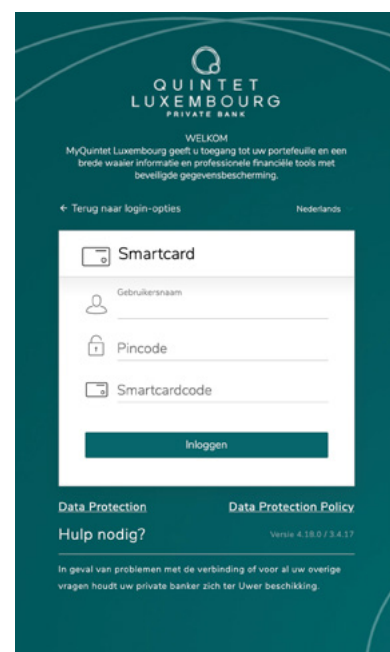 QUINTET
LUXEMBOURG
PRIVATE BANK
WELKOM
MyQuintet Luxembourg geeft u toegang tot uw portefeuille en een
brede waaier informatie en professionele financiële tools met
beveiligde gegevensbescherming.
← Terug naar login-opties
Nederlands
Smartcard
Gebruikersnaam
Pincode
Smartcardcode
Inloggen
Data Protection
Data Protection Policy
Hulp nodig?
Versie 4.18.0 / 3.4.17
In geval van problemen met de verbinding of voor al uw overige
vragen houdt uw private banker zich ter Uwer beschikking.